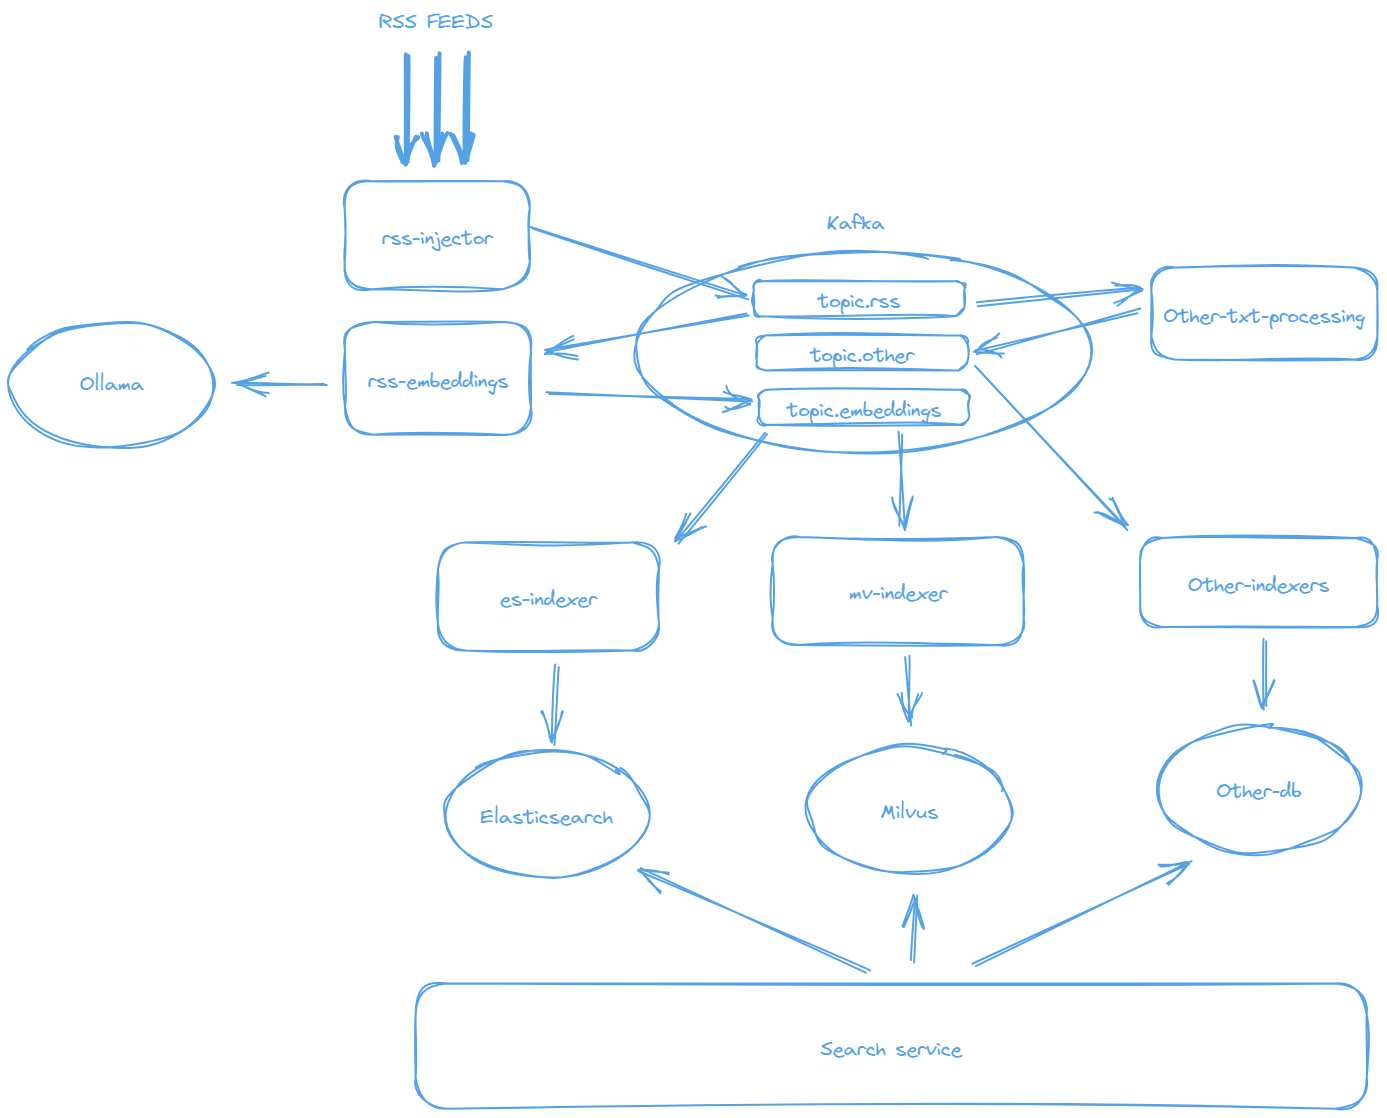 RSS FEEDS
rss-injector
Kafka
topic.rss
Other-txt-processing
topic.other
Ollama
rss-embeddings
topic.embeddings
es-indexer
mv-indexer
Other-indexers
Elasticsearch
Milvus
Other-db
Search service